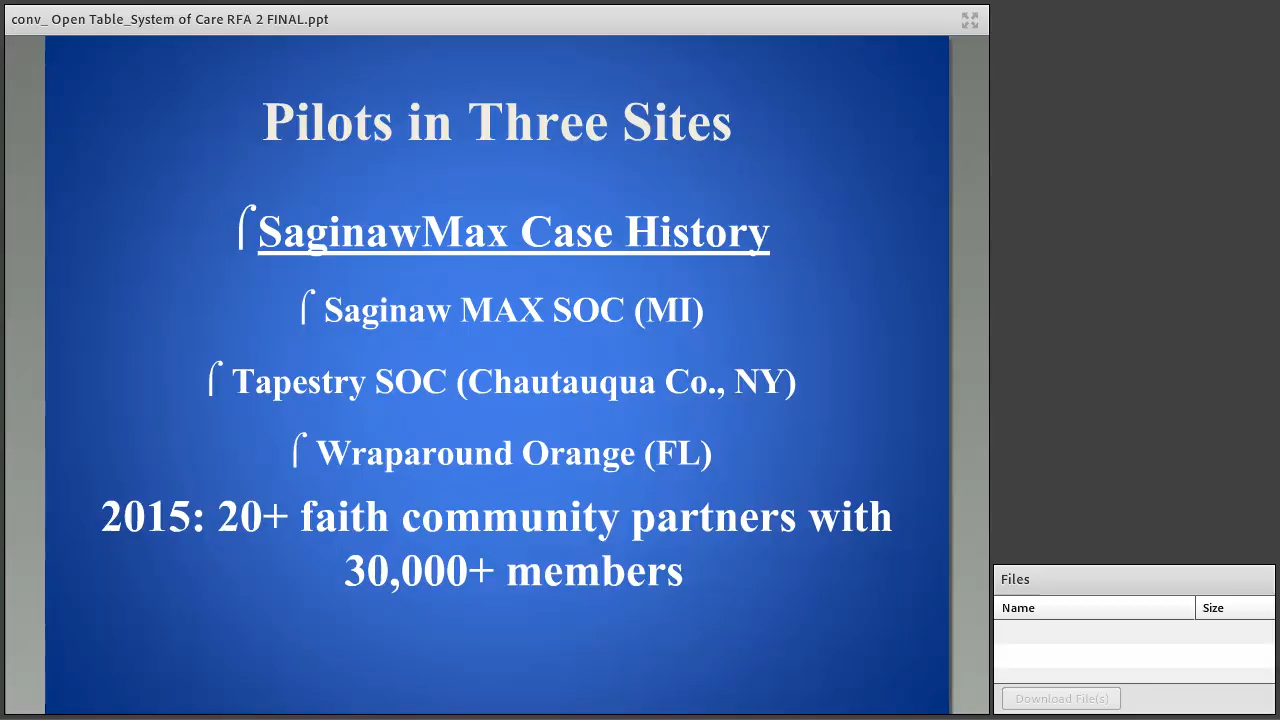 conv_ Open Table_System of Care RFA 2 FINAL.ppt
Pilots in Three Sites
⌠SaginawMax Case History
⌠ Saginaw MAX SOC (MI)
⌠ Tapestry SOC (Chautauqua Co., NY)
⌠ Wraparound Orange (FL)
2015: 20+ faith community partners with
30,000+ members
Files
Name Size
Download File(s)